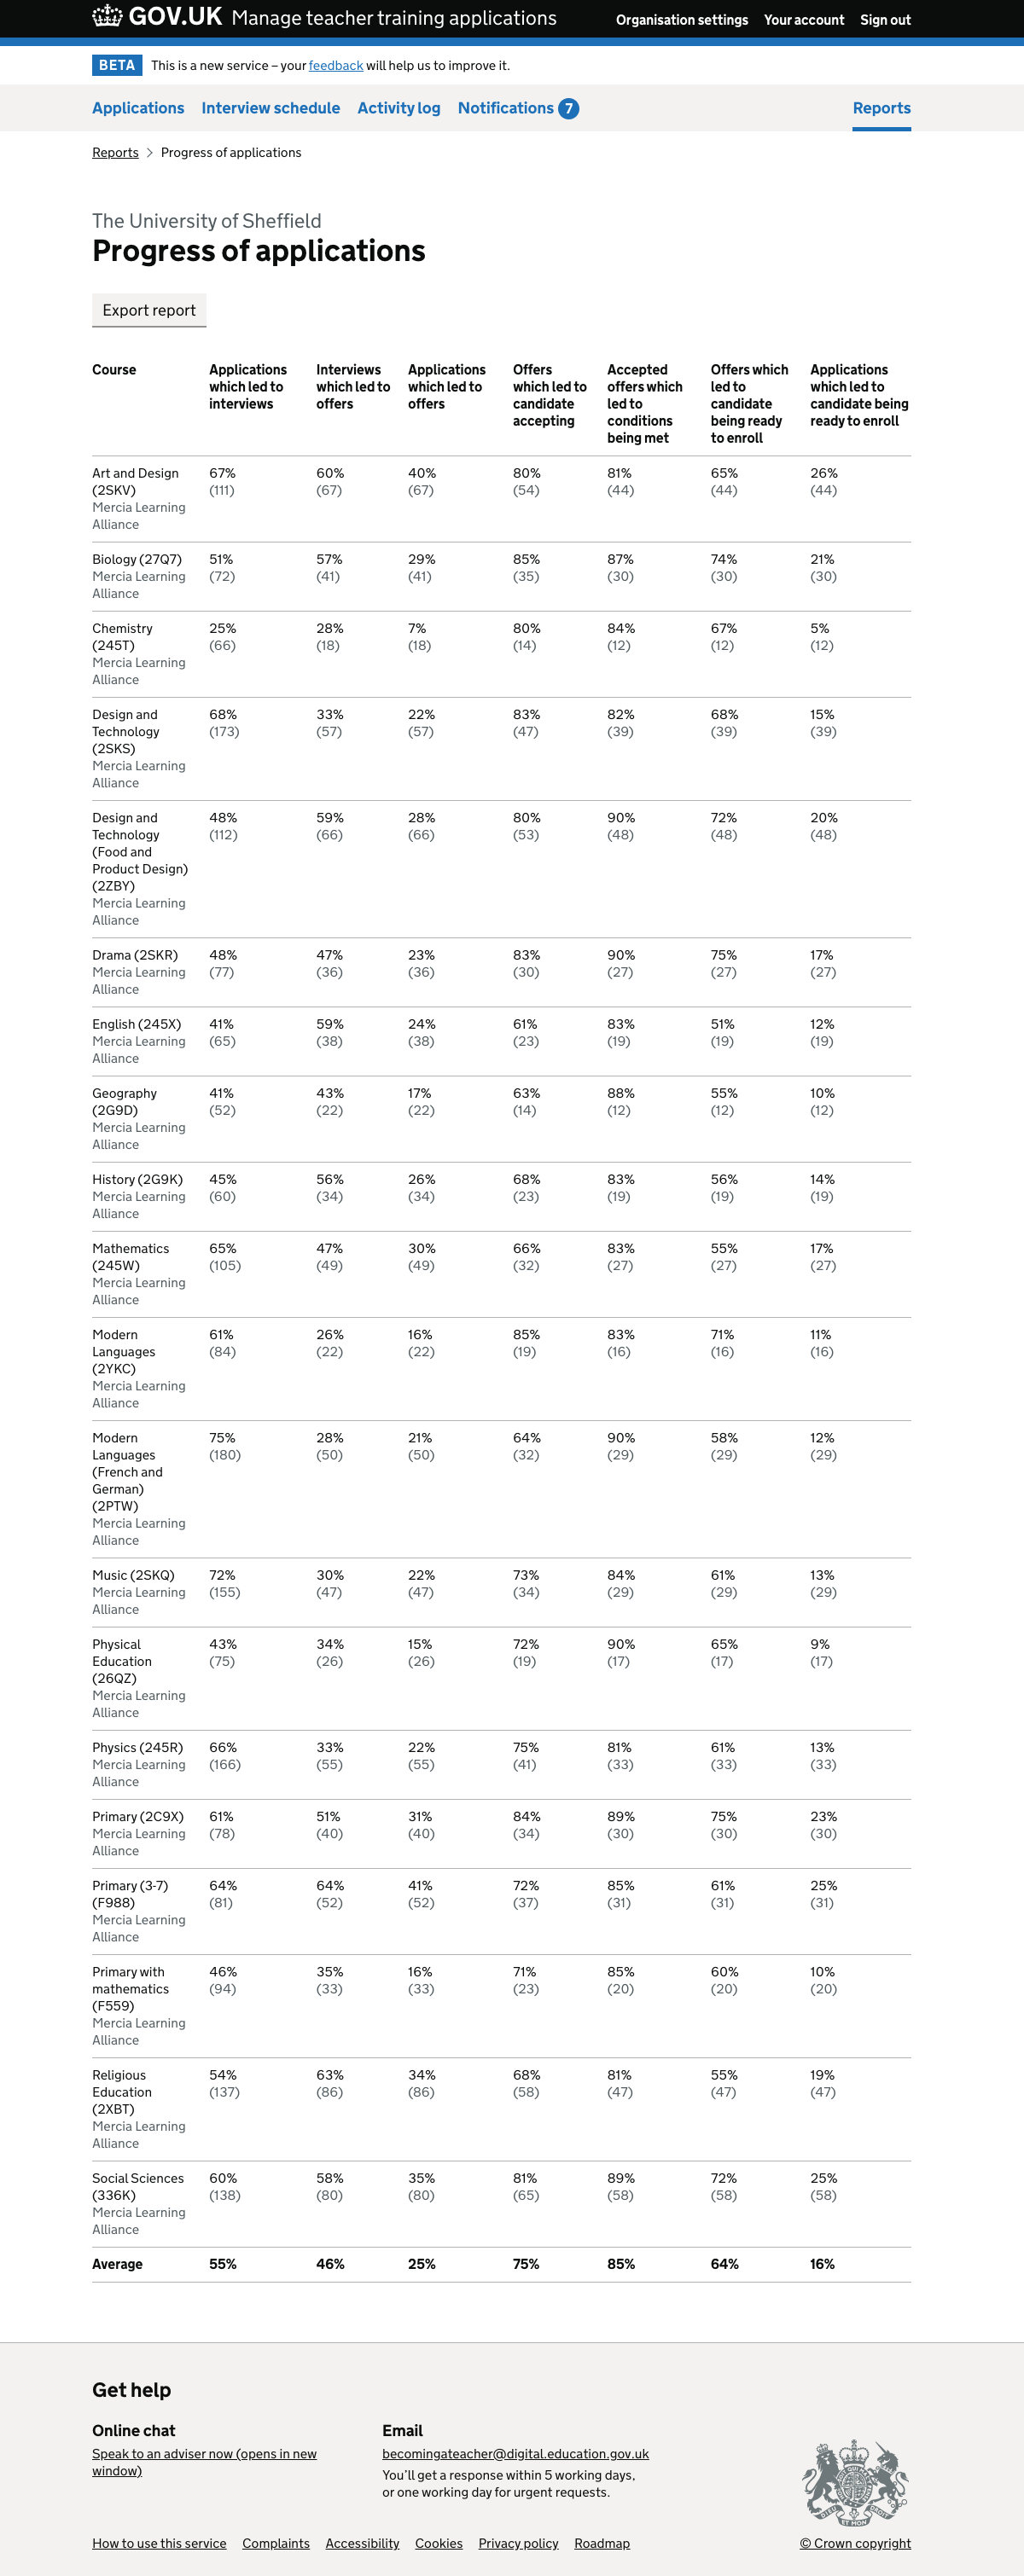 GOV.UK Manage teacher training applications Organisation settings Your account Sign out
BETA This is a new service – your feedback will help us to improve it.
Applications Interview schedule Activity log Notifications 7 Reports
Reports Progress of applications
The University of Sheffield
Progress of applications
Export report
Course Applications Interviews Applications Offers Accepted Offers which Applications
which led to which led to which led to which led to offers which led to which led to
interviews offers offers candidate led to candidate candidate being
accepting conditions being ready ready to enroll
being met to enroll
Art and Design 67% 60% 40% 80% 81% 65% 26%
(2SKV) (111) (67) (67) (54) (44) (44) (44)
Mercia Learning
Alliance
Biology (27Q7) 51% 57% 29% 85% 87% 74% 21%
Mercia Learning (72) (41) (41) (35) (30) (30) (30)
Alliance
Chemistry 25% 28% 7% 80% 84% 67% 5%
(245T) (66) (18) (18) (14) (12) (12) (12)
Mercia Learning
Alliance
Design and 68% 33% 22% 83% 82% 68% 15%
Technology (173) (57) (57) (47) (39) (39) (39)
(2SKS)
Mercia Learning
Alliance
Design and 48% 59% 28% 80% 90% 72% 20%
Technology (112) (66) (66) (53) (48) (48) (48)
(Food and
Product Design)
(2ZBY)
Mercia Learning
Alliance
Drama (2SKR) 48% 47% 23% 83% 90% 75% 17%
Mercia Learning (77) (36) (36) (30) (27) (27) (27)
Alliance
English (245X) 41% 59% 24% 61% 83% 51% 12%
Mercia Learning (65) (38) (38) (23) (19) (19) (19)
Alliance
Geography 41% 43% 17% 63% 88% 55% 10%
(2G9D) (52) (22) (22) (14) (12) (12) (12)
Mercia Learning
Alliance
History (2G9K) 45% 56% 26% 68% 83% 56% 14%
Mercia Learning (60) (34) (34) (23) (19) (19) (19)
Alliance
Mathematics 65% 47% 30% 66% 83% 55% 17%
(245W) (105) (49) (49) (32) (27) (27) (27)
Mercia Learning
Alliance
Modern 61% 26% 16% 85% 83% 71% 11%
Languages (84) (22) (22) (19) (16) (16) (16)
(2YKC)
Mercia Learning
Alliance
Modern 75% 28% 21% 64% 90% 58% 12%
Languages (180) (50) (50) (32) (29) (29) (29)
(French and
German)
(2PTW)
Mercia Learning
Alliance
Music (2SKQ) 72% 30% 22% 73% 84% 61% 13%
Mercia Learning (155) (47) (47) (34) (29) (29) (29)
Alliance
Physical 43% 34% 15% 72% 90% 65% 9%
Education (75) (26) (26) (19) (17) (17) (17)
(26QZ)
Mercia Learning
Alliance
Physics (245R) 66% 33% 22% 75% 81% 61% 13%
Mercia Learning (166) (55) (55) (41) (33) (33) (33)
Alliance
Primary (2C9X) 61% 51% 31% 84% 89% 75% 23%
Mercia Learning (78) (40) (40) (34) (30) (30) (30)
Alliance
Primary (3-7) 64% 64% 41% 72% 85% 61% 25%
(F988) (81) (52) (52) (37) (31) (31) (31)
Mercia Learning
Alliance
Primary with 46% 35% 16% 71% 85% 60% 10%
mathematics (94) (33) (33) (23) (20) (20) (20)
(F559)
Mercia Learning
Alliance
Religious 54% 63% 34% 68% 81% 55% 19%
Education (137) (86) (86) (58) (47) (47) (47)
(2XBT)
Mercia Learning
Alliance
Social Sciences 60% 58% 35% 81% 89% 72% 25%
(336K) (138) (80) (80) (65) (58) (58) (58)
Mercia Learning
Alliance
Average 55% 46% 25% 75% 85% 64% 16%
Get help
Online chat Email
Speak to an adviser now (opens in new becomingateacher@digital.education.gov.uk
window) You’ll get a response within 5 working days,
or one working day for urgent requests.
DIEU ET MON DROIT
How to use this service Complaints Accessibility Cookies Privacy policy Roadmap © Crown copyright